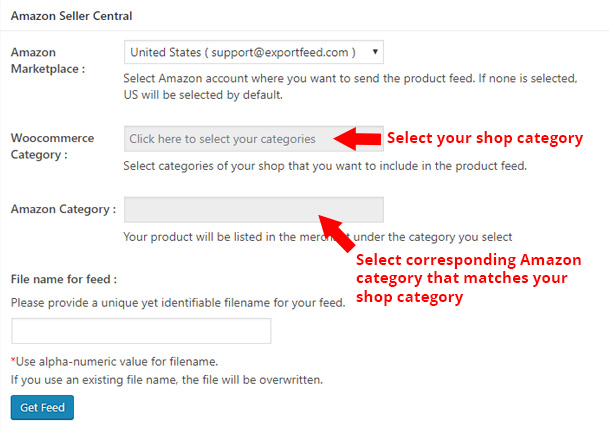 Amazon Seller Central
Amazon
Marketplace :
United States ( support@exportfeed.com )
Select Amazon account where you want to send the product feed. If none is selected,
US will be selected by default.
Woocommerce
Category :
Click here to select your categories
Select your shop category
Select categories of your shop that you want to include in the product feed.
Amazon Category :
Your product will be listed in the under the category you select
Select corresponding Amazon
category that matches your
shop category
File name for feed :
Please provide a unique yet identifiable filename for your feed.
*Use alpha-numeric value for filename.
If you use an existing file name, the file will be overwritten.
Get Feed